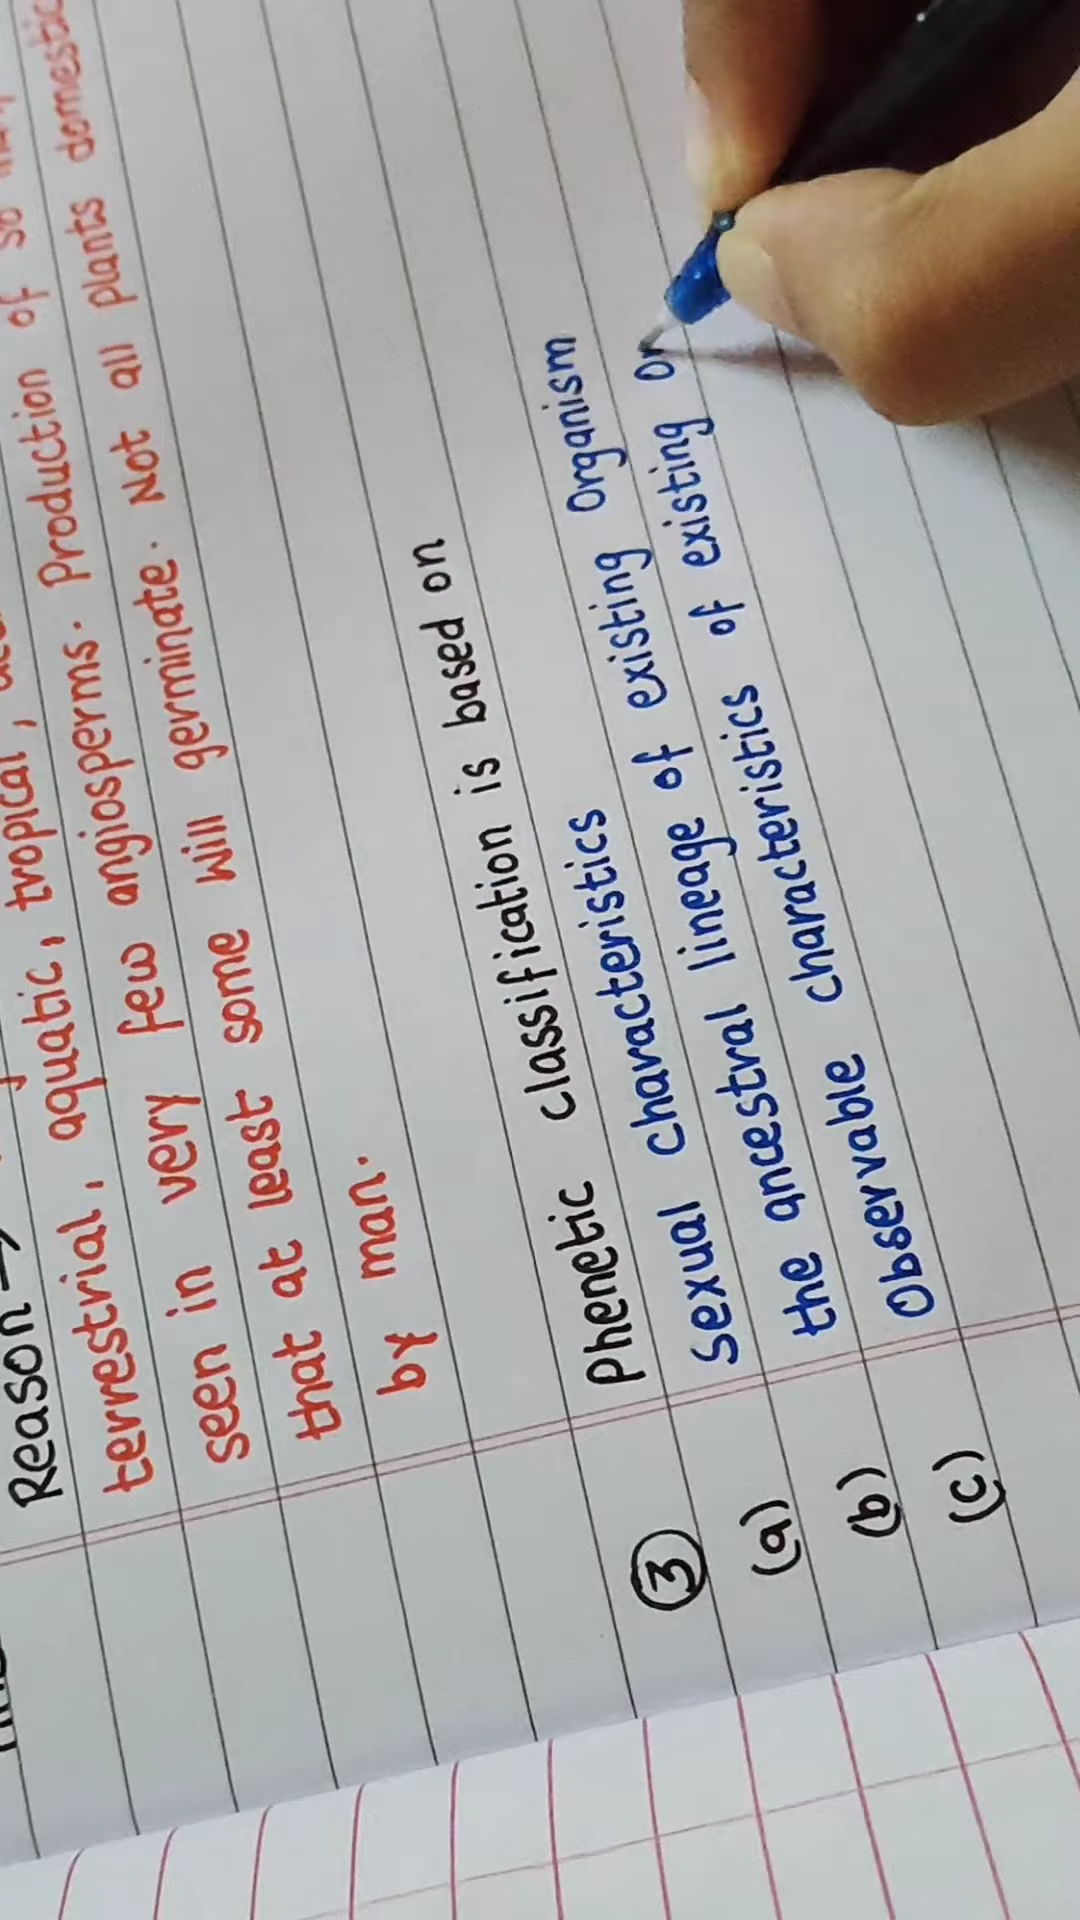 Reason →
terrestrial, aquatic, tropical,
seen in very few angiosperms. Production of so
that at least some will germinate. Not all plants domestic
by man.
③ Phenetic classification is based on
(a) Sexual characteristics of existing organism
(b) the ancestral lineage of existing or
(c) Observable characteristics of existing